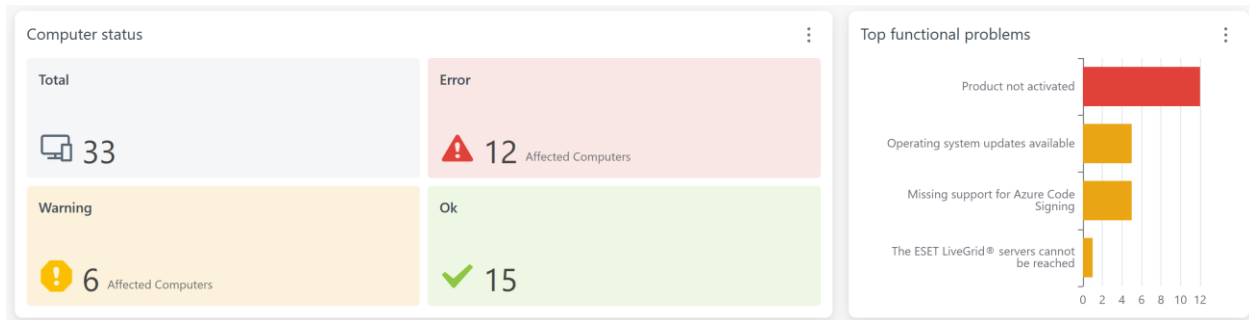 Computer status
Total
33
Error
12 Affected Computers
Warning
6 Affected Computers
Ok
15
Top functional problems
Product not activated
Operating system updates available
Missing support for Azure Code
Signing
The ESET LiveGrid® servers cannot
be reached
0 2 4 6 8 10 12